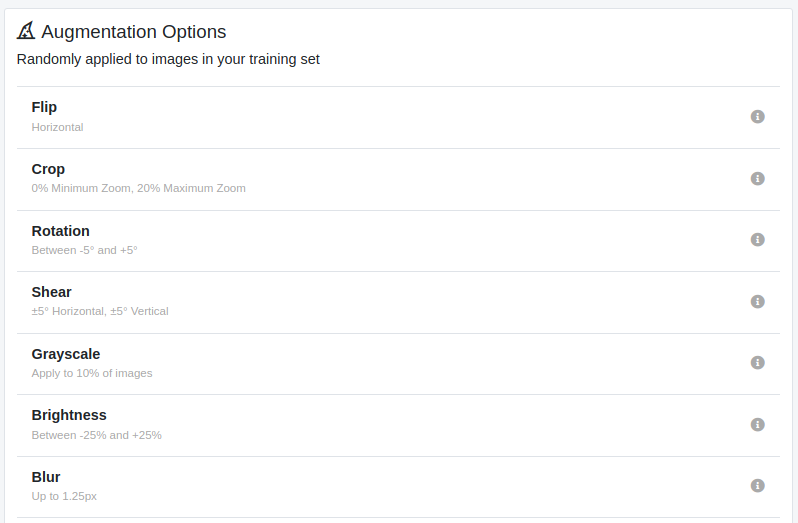 Augmentation Options
Randomly applied to images in your training set
Flip
Horizontal
Crop
0% Minimum Zoom, 20% Maximum Zoom
Rotation
Between -5° and +5°
Shear
±5° Horizontal, ±5° Vertical
Grayscale
Apply to 10% of images
Brightness
Between -25% and +25%
Blur
Up to 1.25px